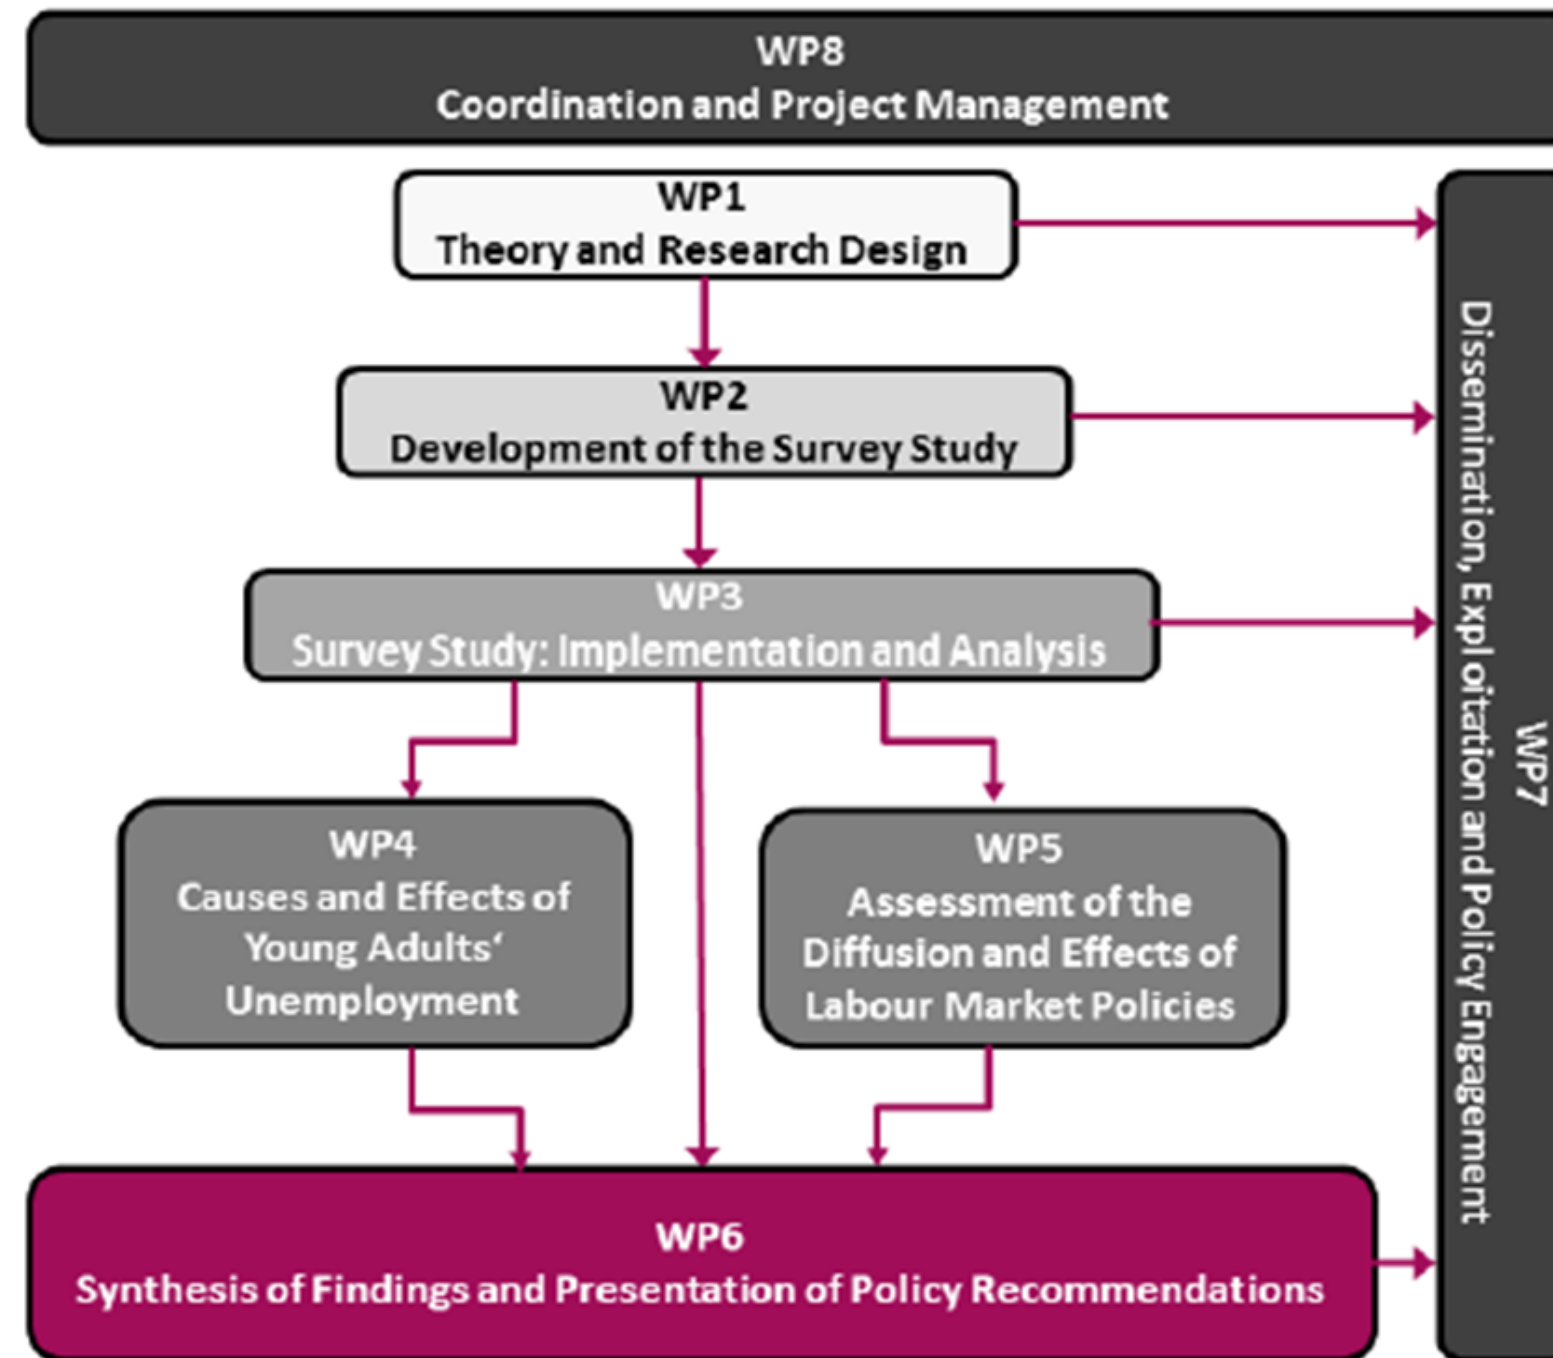 WP8
Coordination and Project Management
WP1
Theory and Research Design
WP2
Development of the Survey Study
WP3
Survey Study: Implementation and Analysis
WP4
Causes and Effects of
Young Adults‘
Unemployment
WP5
Assessment of the
Diffusion and Effects of
Labour Market Policies
WP6
Synthesis of Findings and Presentation of Policy Recommendations
WP7
Dissemination, Exploitation and Policy Engagement